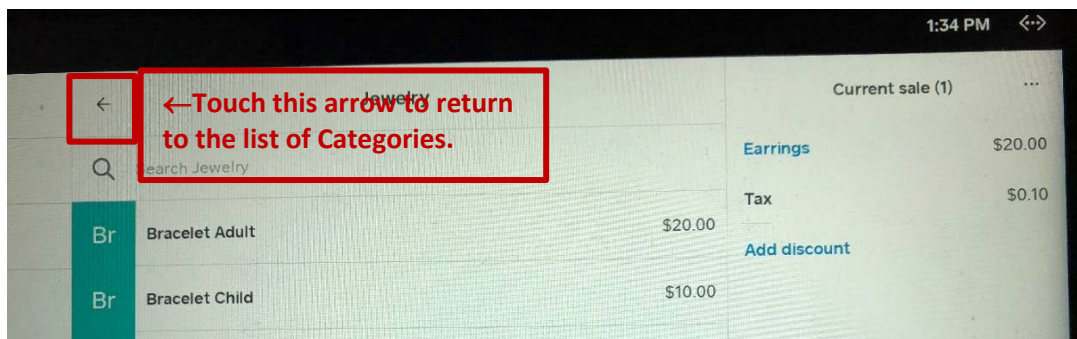 1:34 PM
←
Jewelry
←Touch this arrow to return
to the list of Categories.
Search Jewelry
Br Bracelet Adult $20.00
Br Bracelet Child $10.00
Current sale (1) ...
Earrings $20.00
Tax $0.10
Add discount